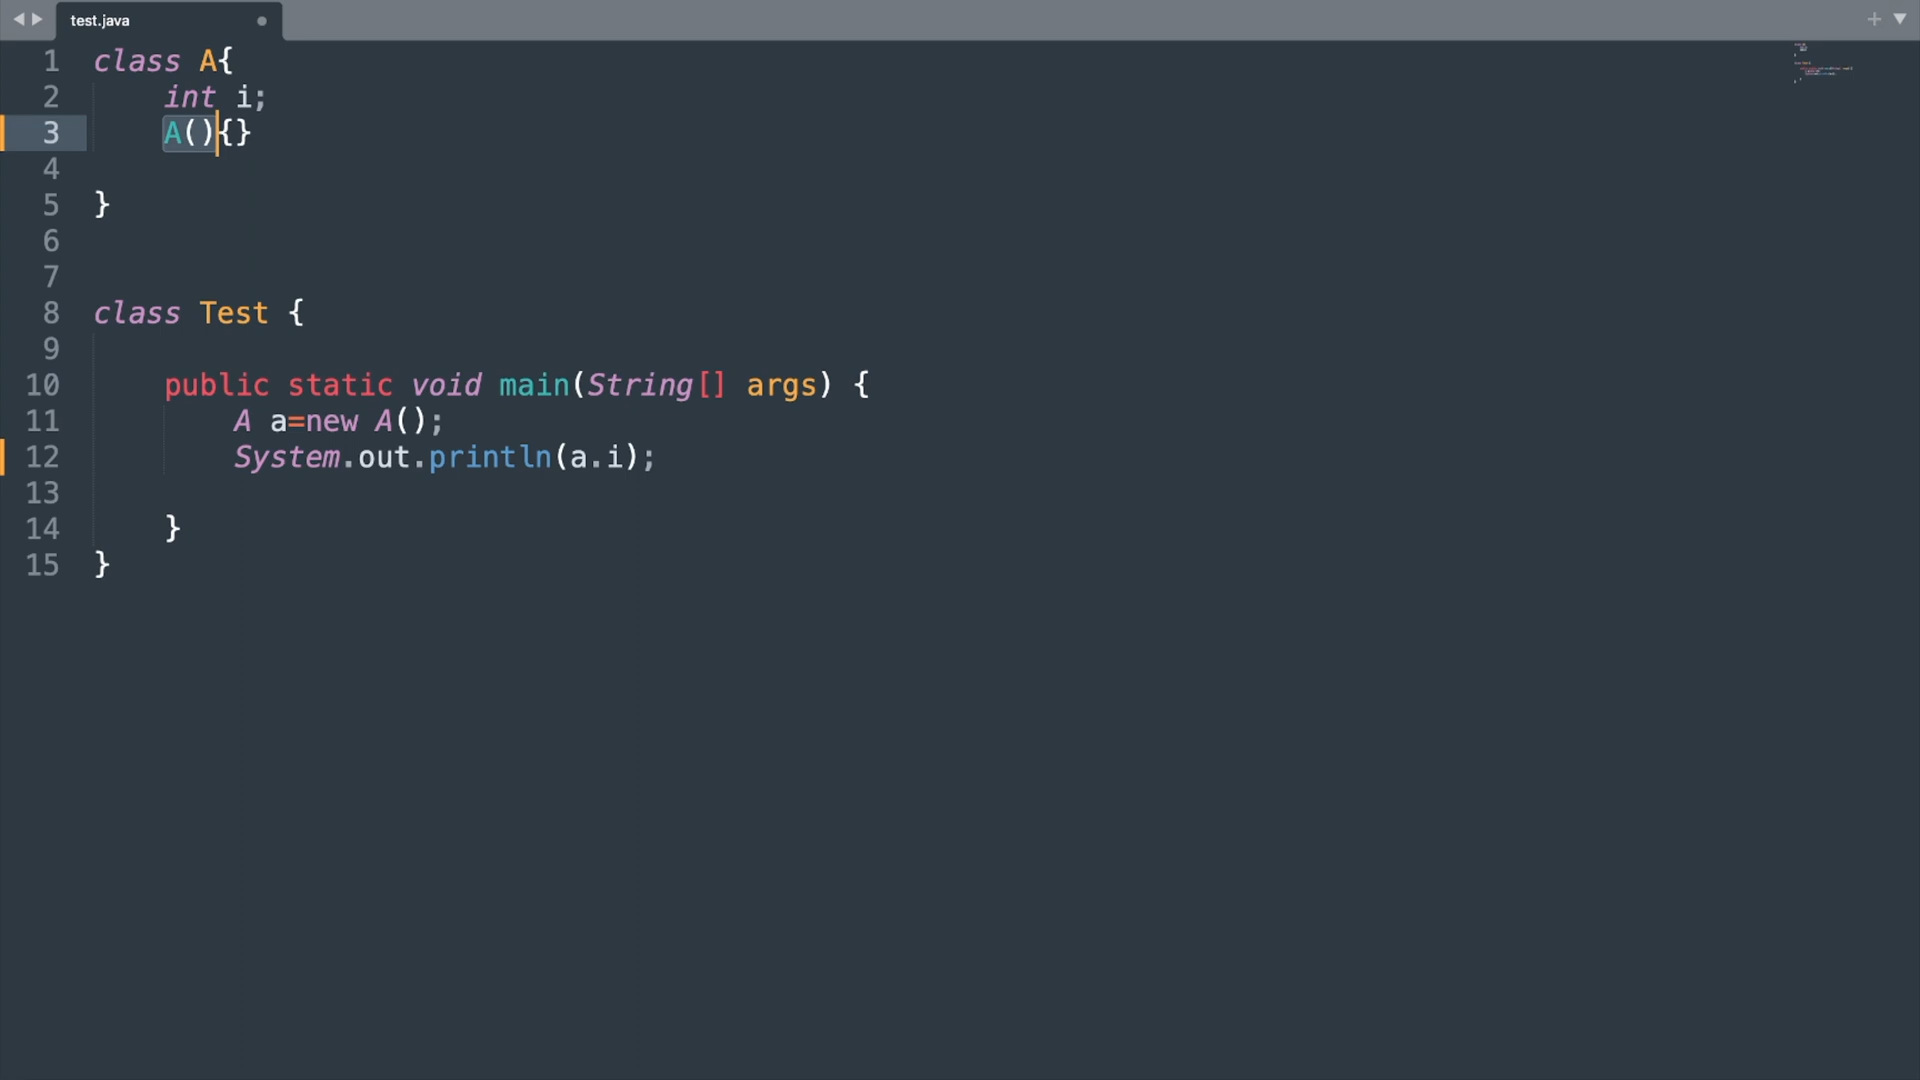 test.java
1 class A{
2 int i;
3 A(){}
4
5 }
6
7
8 class Test {
9
10 public static void main(String[] args) {
11 A a=new A();
12 System.out.println(a.i);
13
14 }
15 }